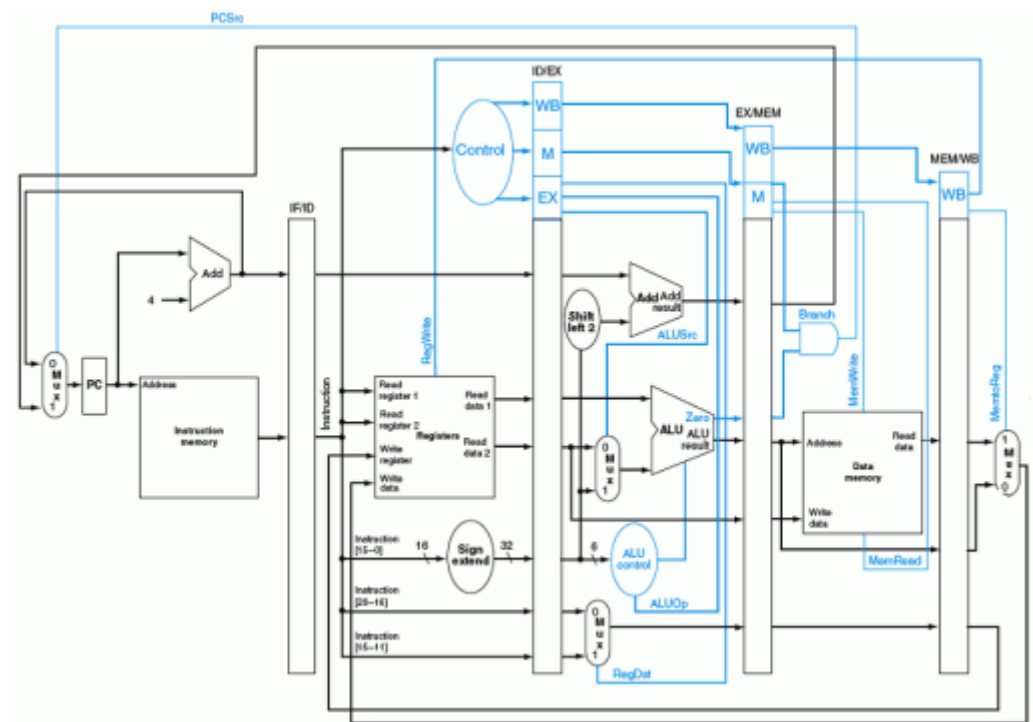 PCSrc
ID/EX
WB
EX/MEM
Control
M
WB
MEM/WB
EX
M
WB
IF/ID
Add
4
Add Add
result
Shift
left 2
Branch
ALUSrc
RegWrite
MemWrite
MemtoReg
0
M
u
x
1
PC
Address
Instruction
memory
Instruction
Read
register 1
Read
data 1
Read
register 2
Registers
Write
register
Read
data 2
Write
data
0
M
u
x
1
Zero
ALU ALU
result
Address
Read
data
Data
memory
Write
data
1
M
u
x
0
Instruction
[15–0]
16
Sign
extend
32
6
ALU
control
MemRead
Instruction
[20–16]
ALUOp
0
M
u
x
1
Instruction
[15–11]
RegDst